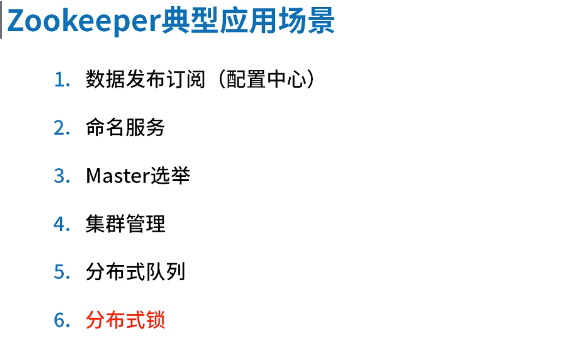 Zookeeper典型应用场景
1. 数据发布订阅（配置中心）
2. 命名服务
3. Master选举
4. 集群管理
5. 分布式队列
6. 分布式锁